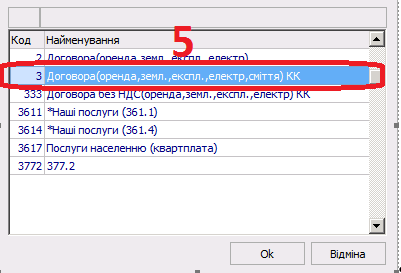 5
Код Найменування
2 Договора(оренда,земл.,експл.,електр)
3 Договора(оренда,земл.,експл.,електр,сміття) КК
333 Договора без НДС(оренда,земл.,експл.,електр) КК
3611 *Наші послуги (361.1)
3614 *Наші послуги (361.4)
3617 Послуги населенню (квартплата)
3772 377.2
Ok Відміна